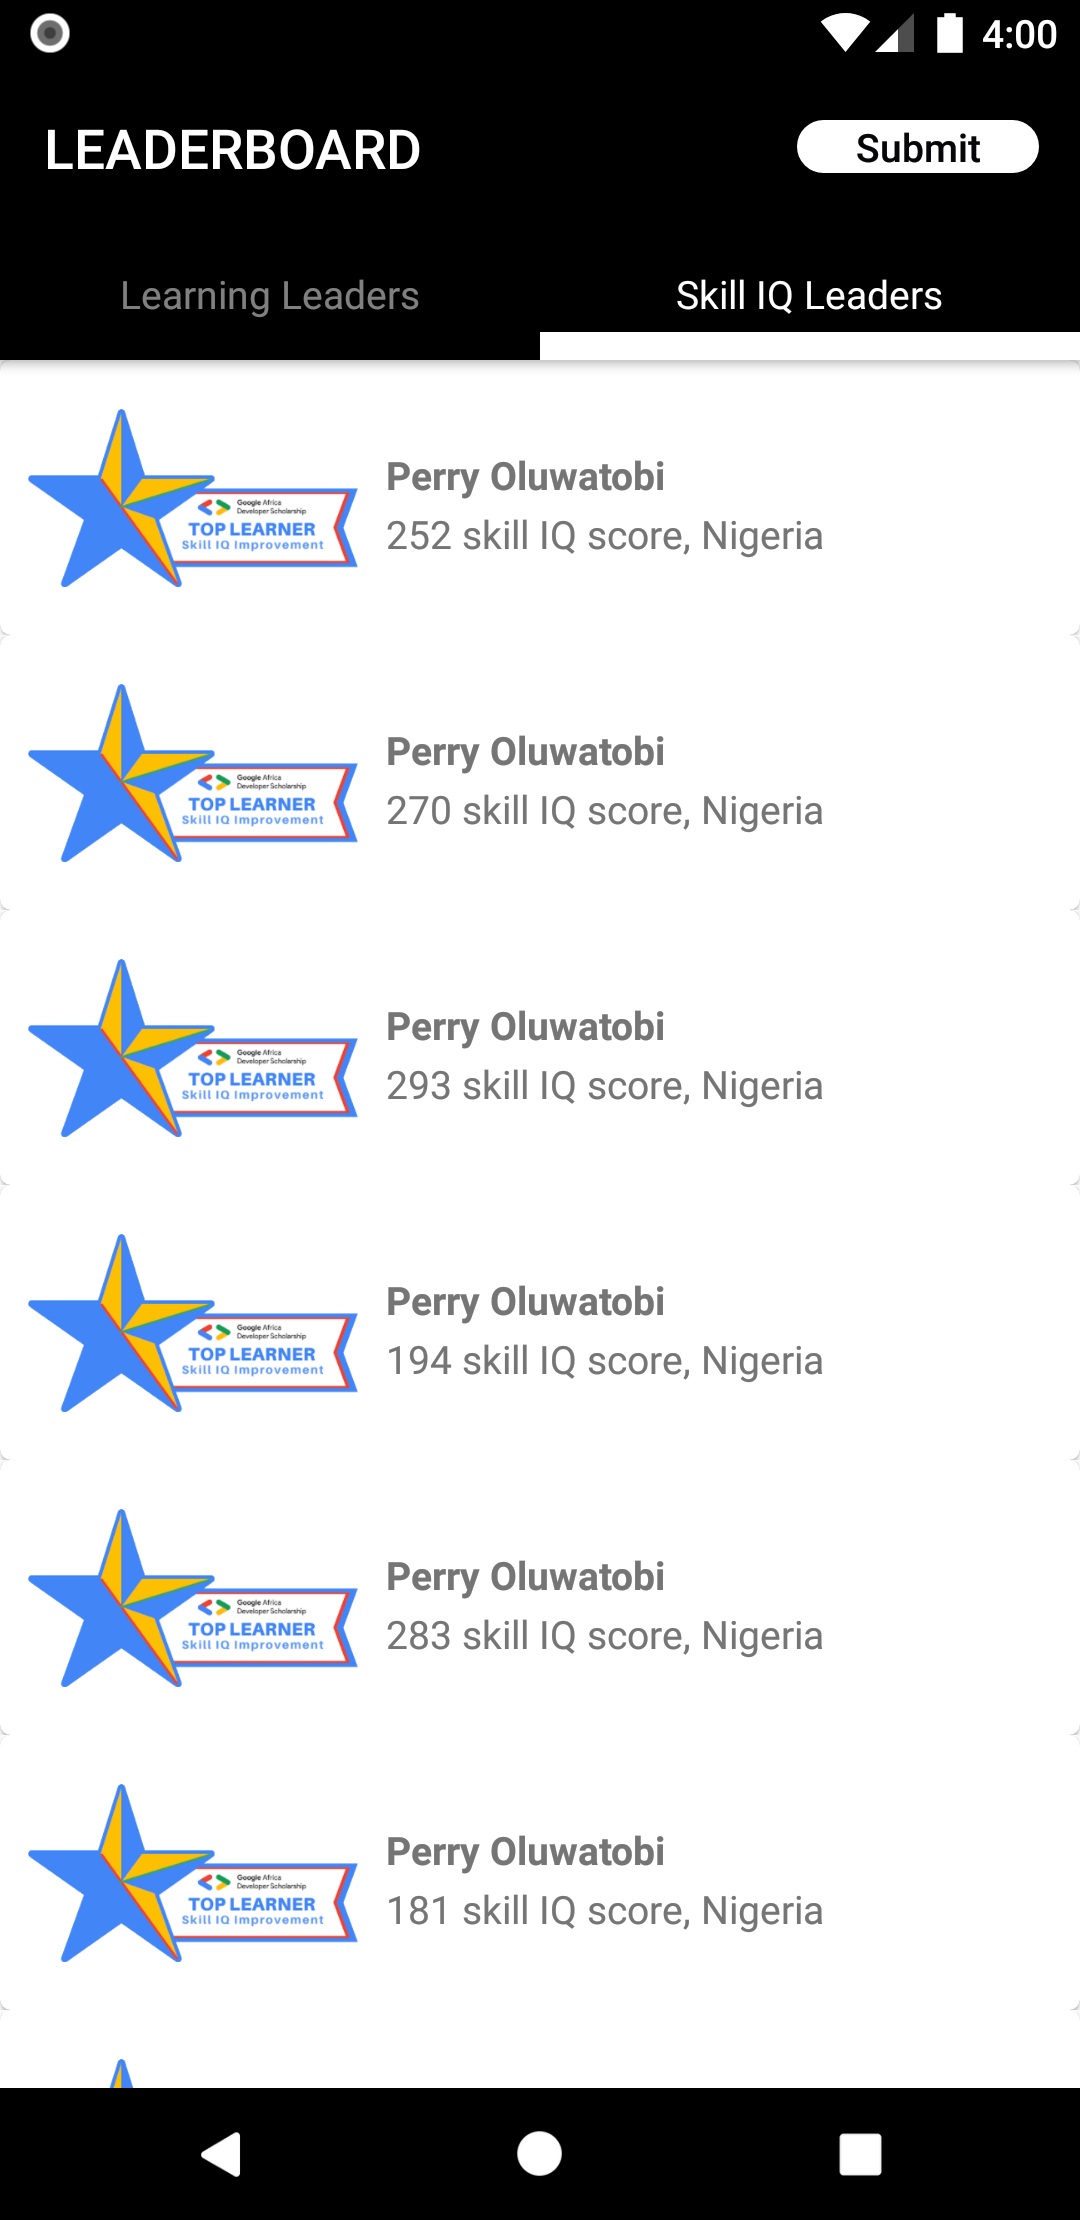 4:00
LEADERBOARD
Submit
Learning Leaders
Skill IQ Leaders
Google Africa
Developer Scholarship
TOP LEARNER
Skill IQ Improvement
Perry Oluwatobi
252 skill IQ score, Nigeria
Google Africa
Developer Scholarship
TOP LEARNER
Skill IQ Improvement
Perry Oluwatobi
270 skill IQ score, Nigeria
Google Africa
Developer Scholarship
TOP LEARNER
Skill IQ Improvement
Perry Oluwatobi
293 skill IQ score, Nigeria
Google Africa
Developer Scholarship
TOP LEARNER
Skill IQ Improvement
Perry Oluwatobi
194 skill IQ score, Nigeria
Google Africa
Developer Scholarship
TOP LEARNER
Skill IQ Improvement
Perry Oluwatobi
283 skill IQ score, Nigeria
Google Africa
Developer Scholarship
TOP LEARNER
Skill IQ Improvement
Perry Oluwatobi
181 skill IQ score, Nigeria